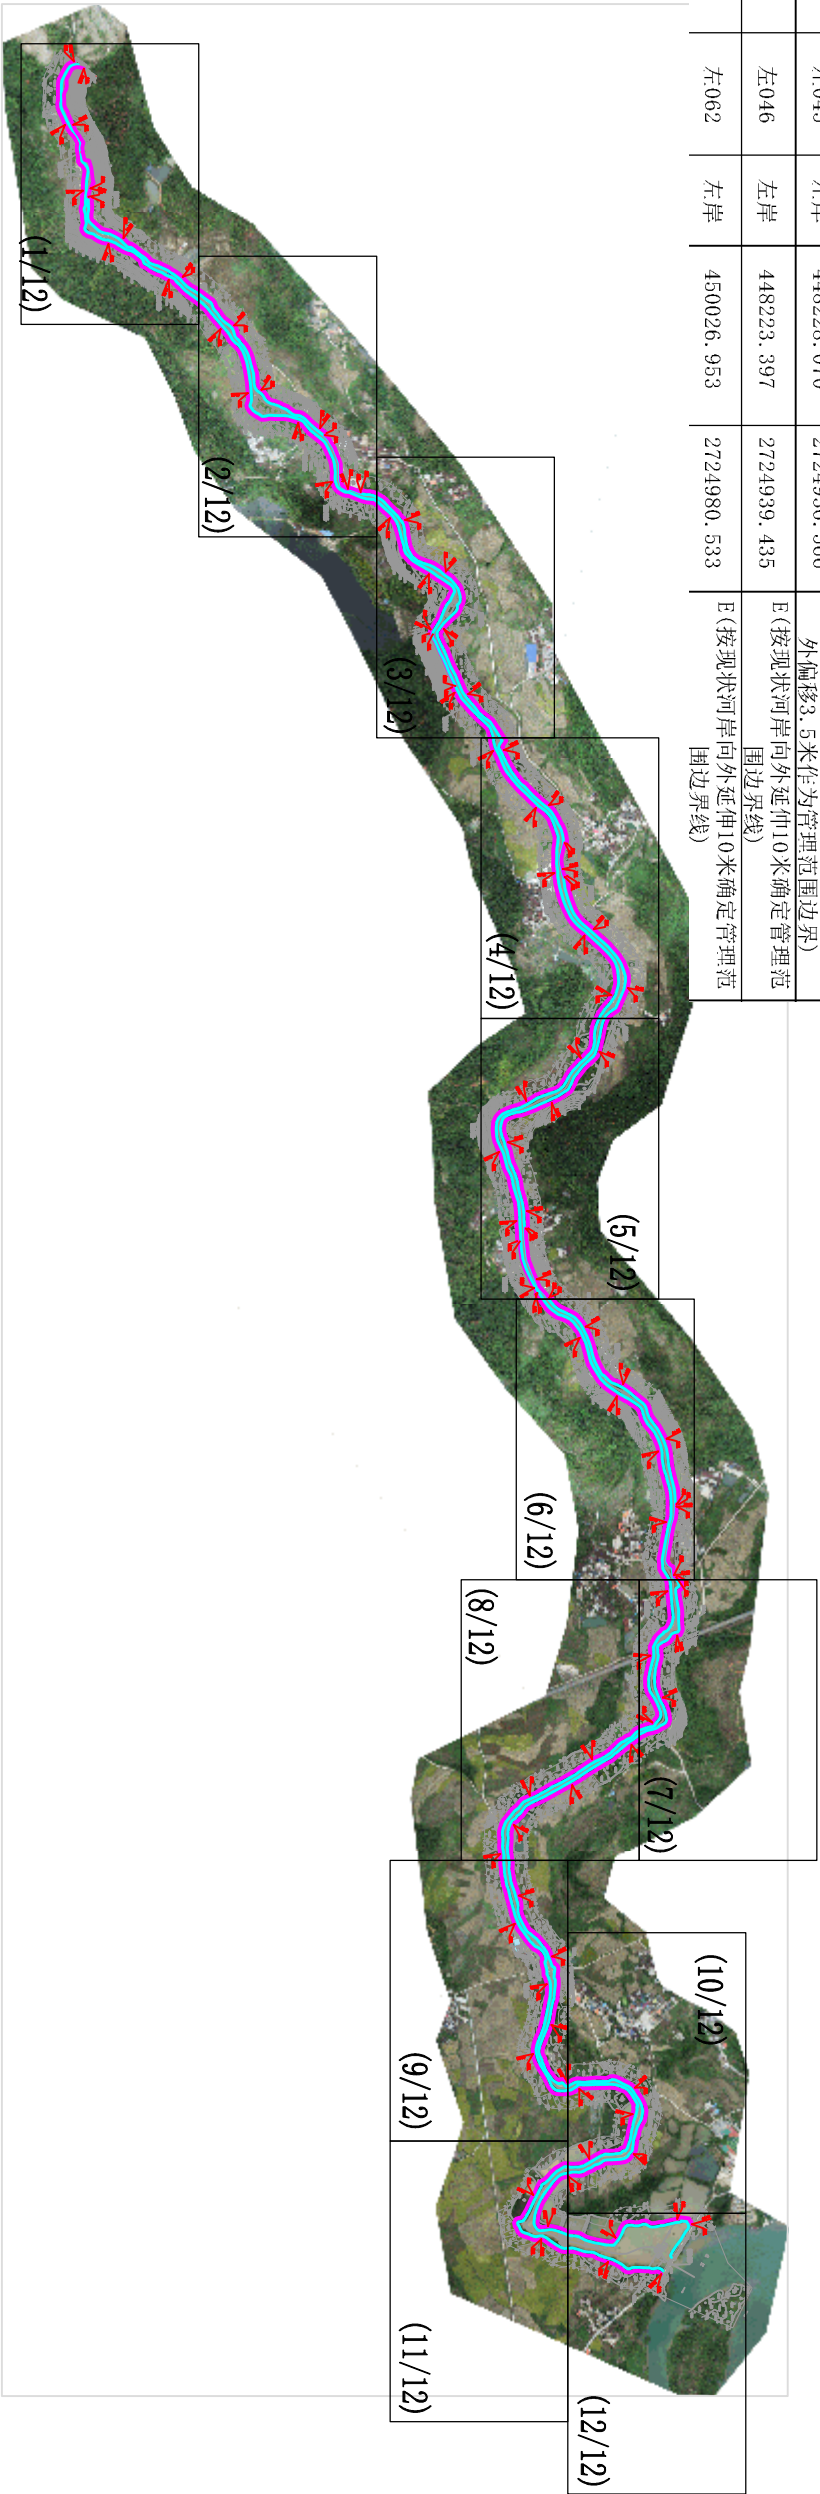 外偏移3.5米作为管理范围边界)
左046 左岸 448223.397 2724939.435 E(按现状河岸向外延伸10米确定管理范
围边界线)
左062 左岸 450026.953 2724980.533 E(按现状河岸向外延伸10米确定管理范
围边界线)
(1/12)
(2/12)
(3/12)
(4/12)
(5/12)
(6/12)
(7/12)
(8/12)
(9/12)
(10/12)
(11/12)
(12/12)